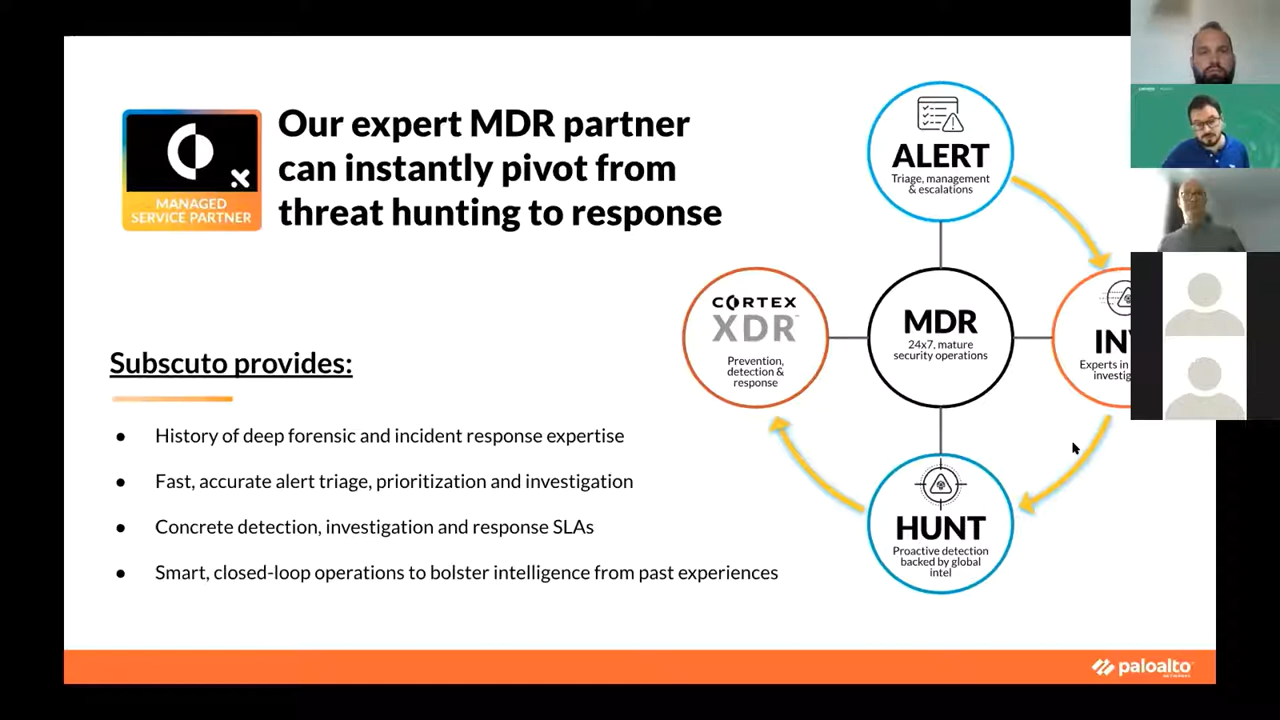 Our expert MDR partner
can instantly pivot from
threat hunting to response
MANAGED
SERVICE PARTNER
Subscuto provides:
● History of deep forensic and incident response expertise
● Fast, accurate alert triage, prioritization and investigation
● Concrete detection, investigation and response SLAs
● Smart, closed-loop operations to bolster intelligence from past experiences
ALERT
Triage, management
& escalations
CORTEX
XDR
Prevention,
detection &
response
MDR
24x7, mature
security operations
Experts in
HUNT
Proactive detection
backed by global
intel
paloalto
NETWORKS